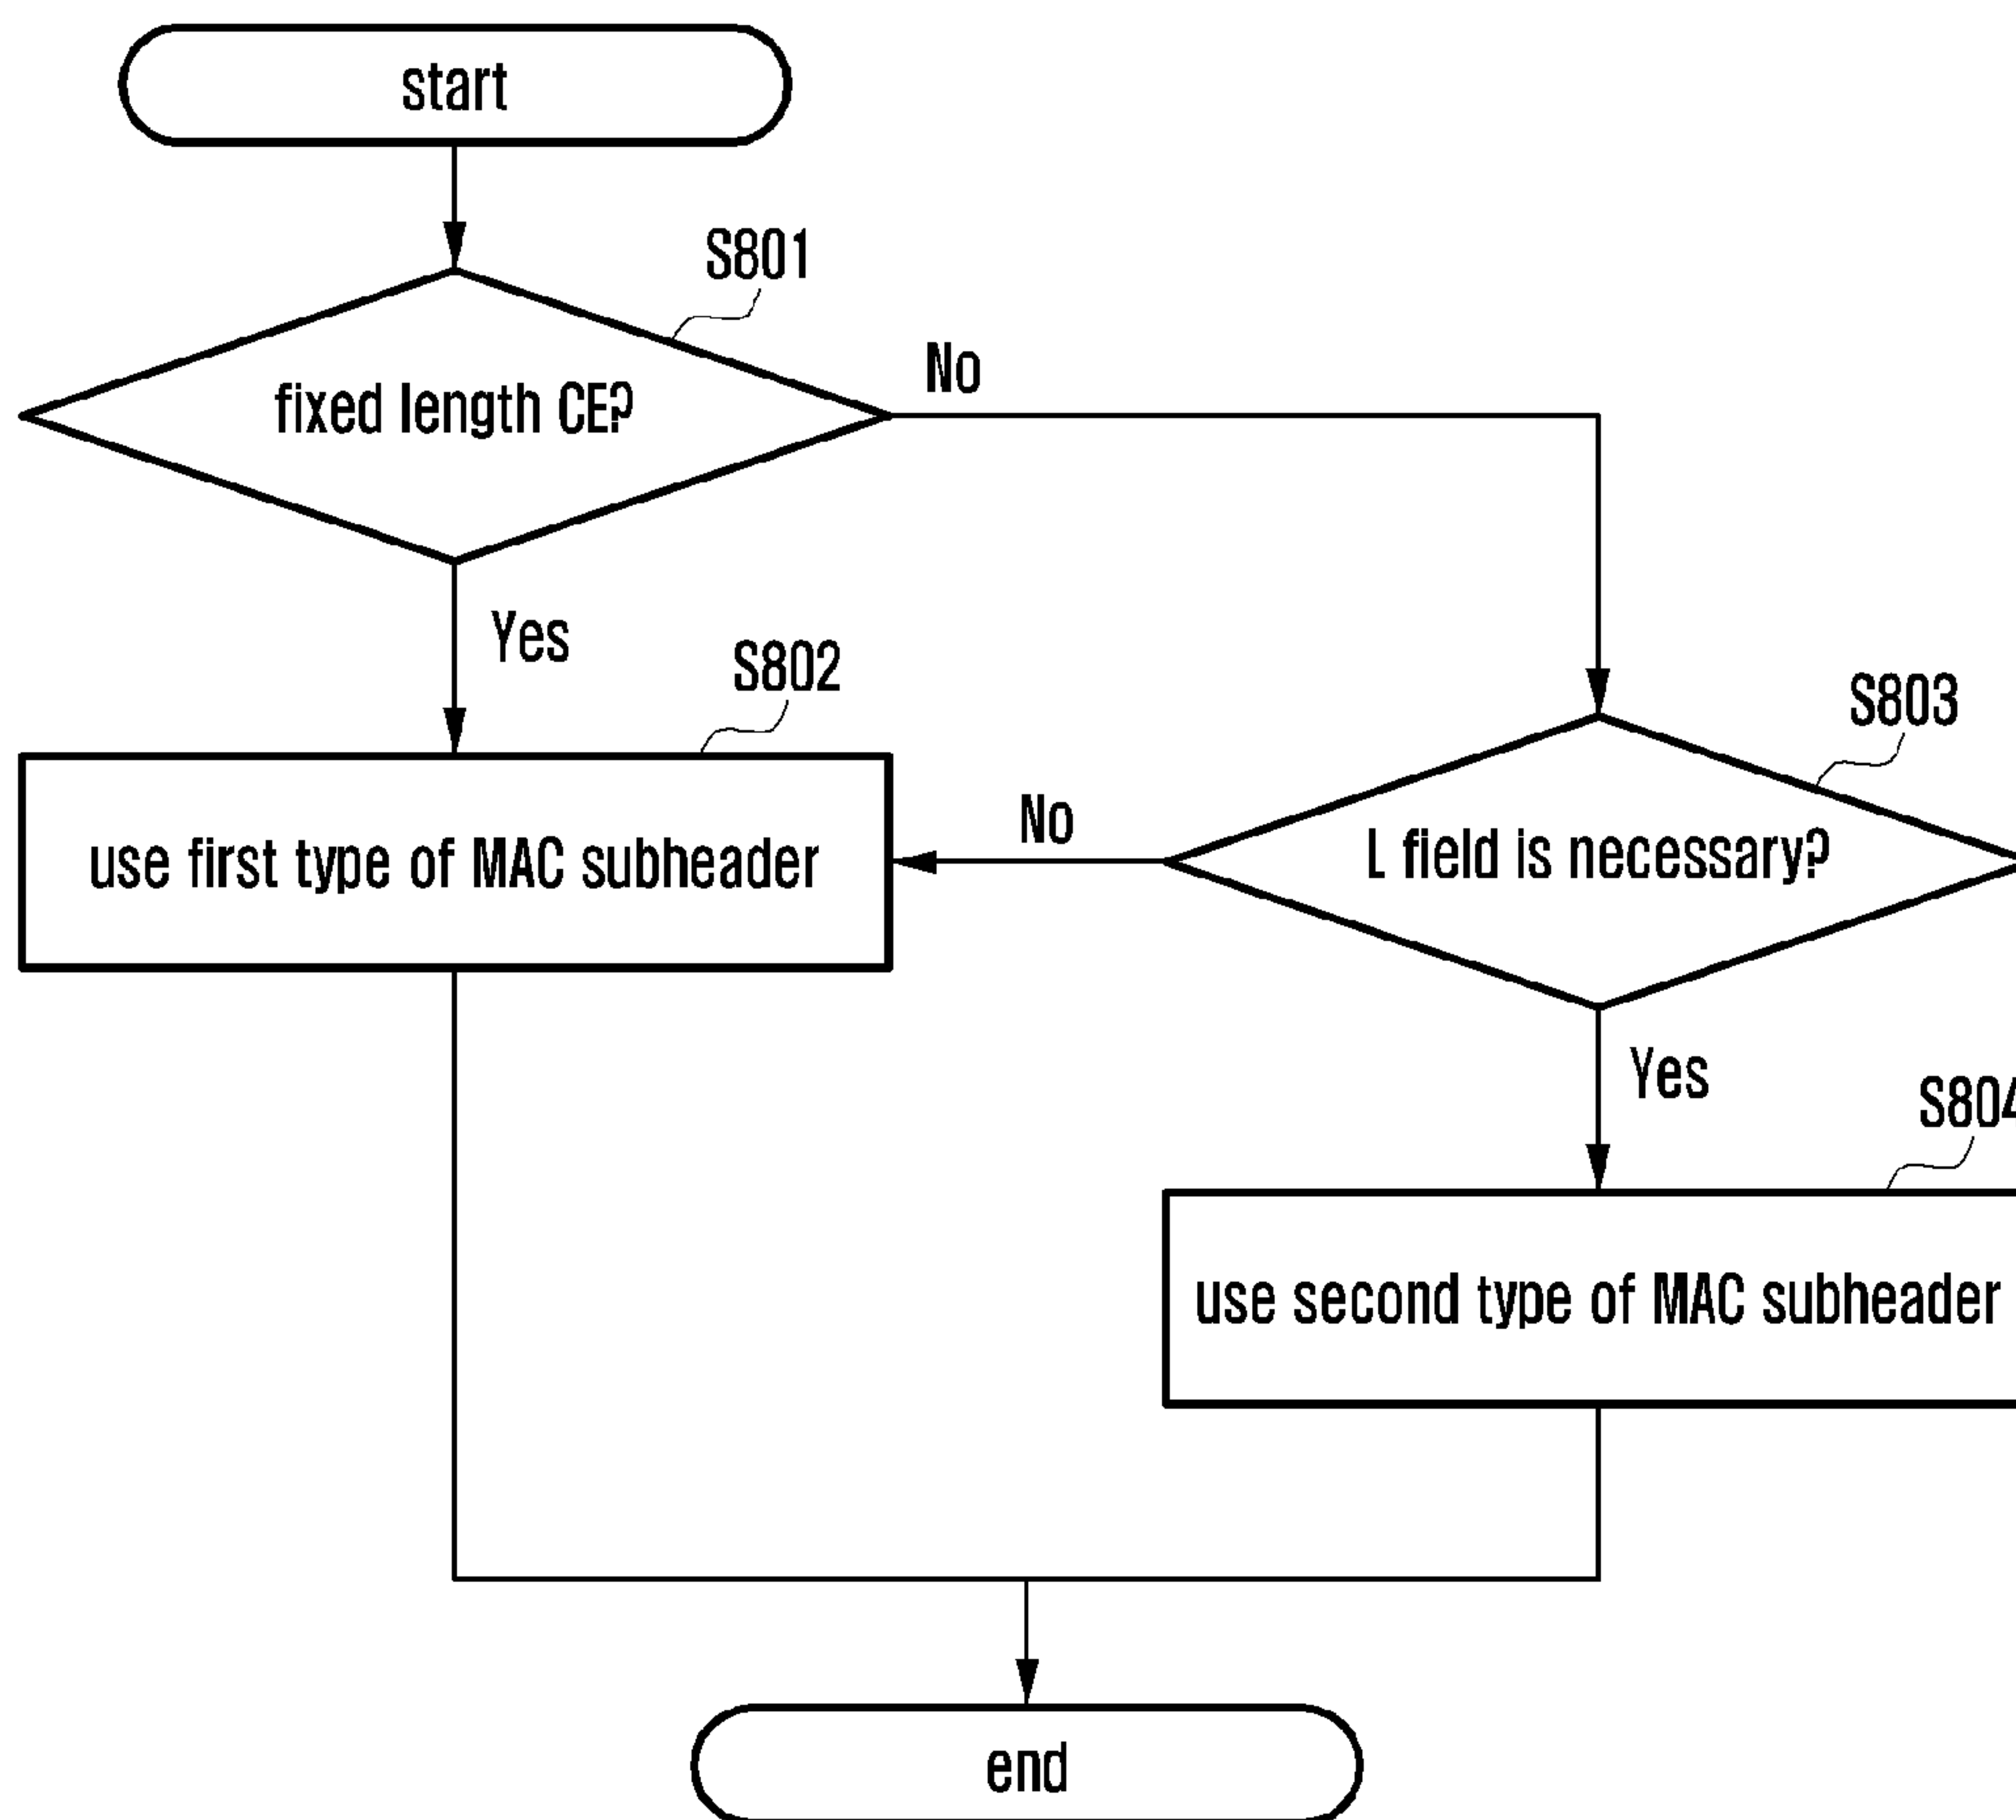 start
S801
fixed length CE?
No
Yes
S802
use first type of MAC subheader
No
S803
L field is necessary?
Yes
S804
use second type of MAC subheader
end